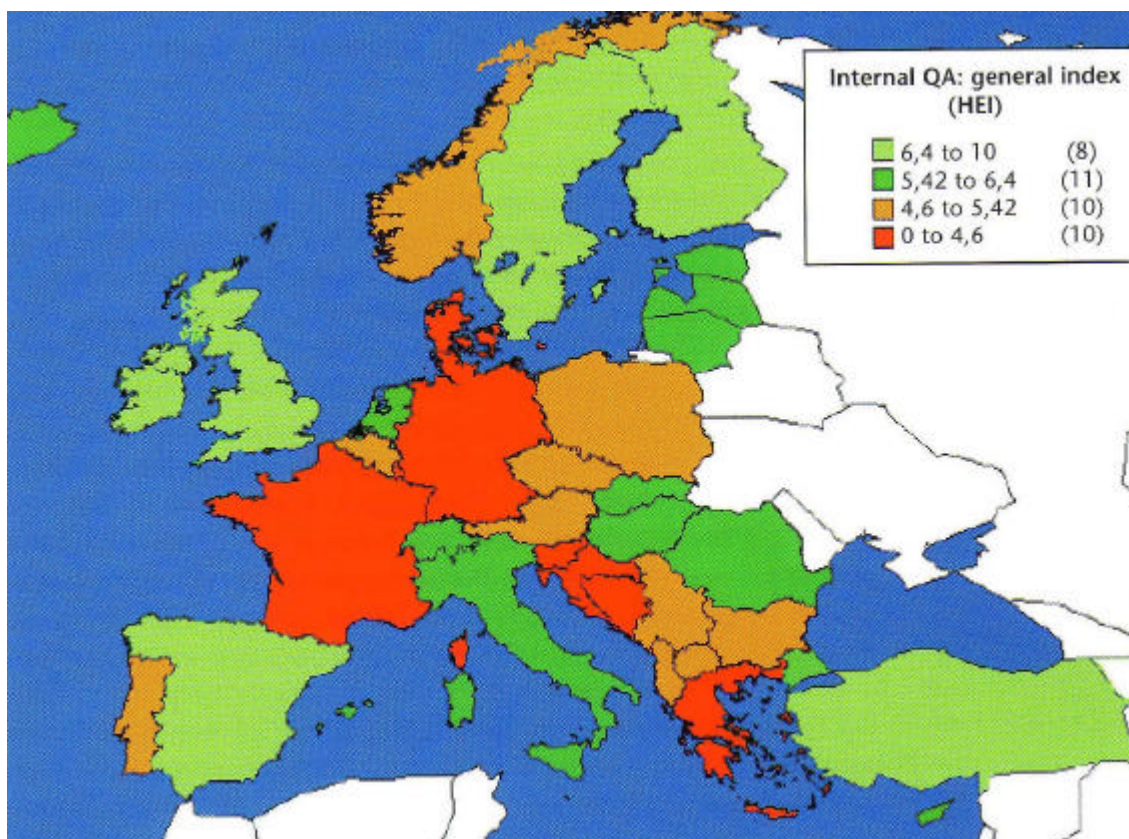 Internal QA: general index
(HEI)
6,4 to 10 (8)
5,42 to 6,4 (11)
4,6 to 5,42 (10)
0 to 4,6 (10)